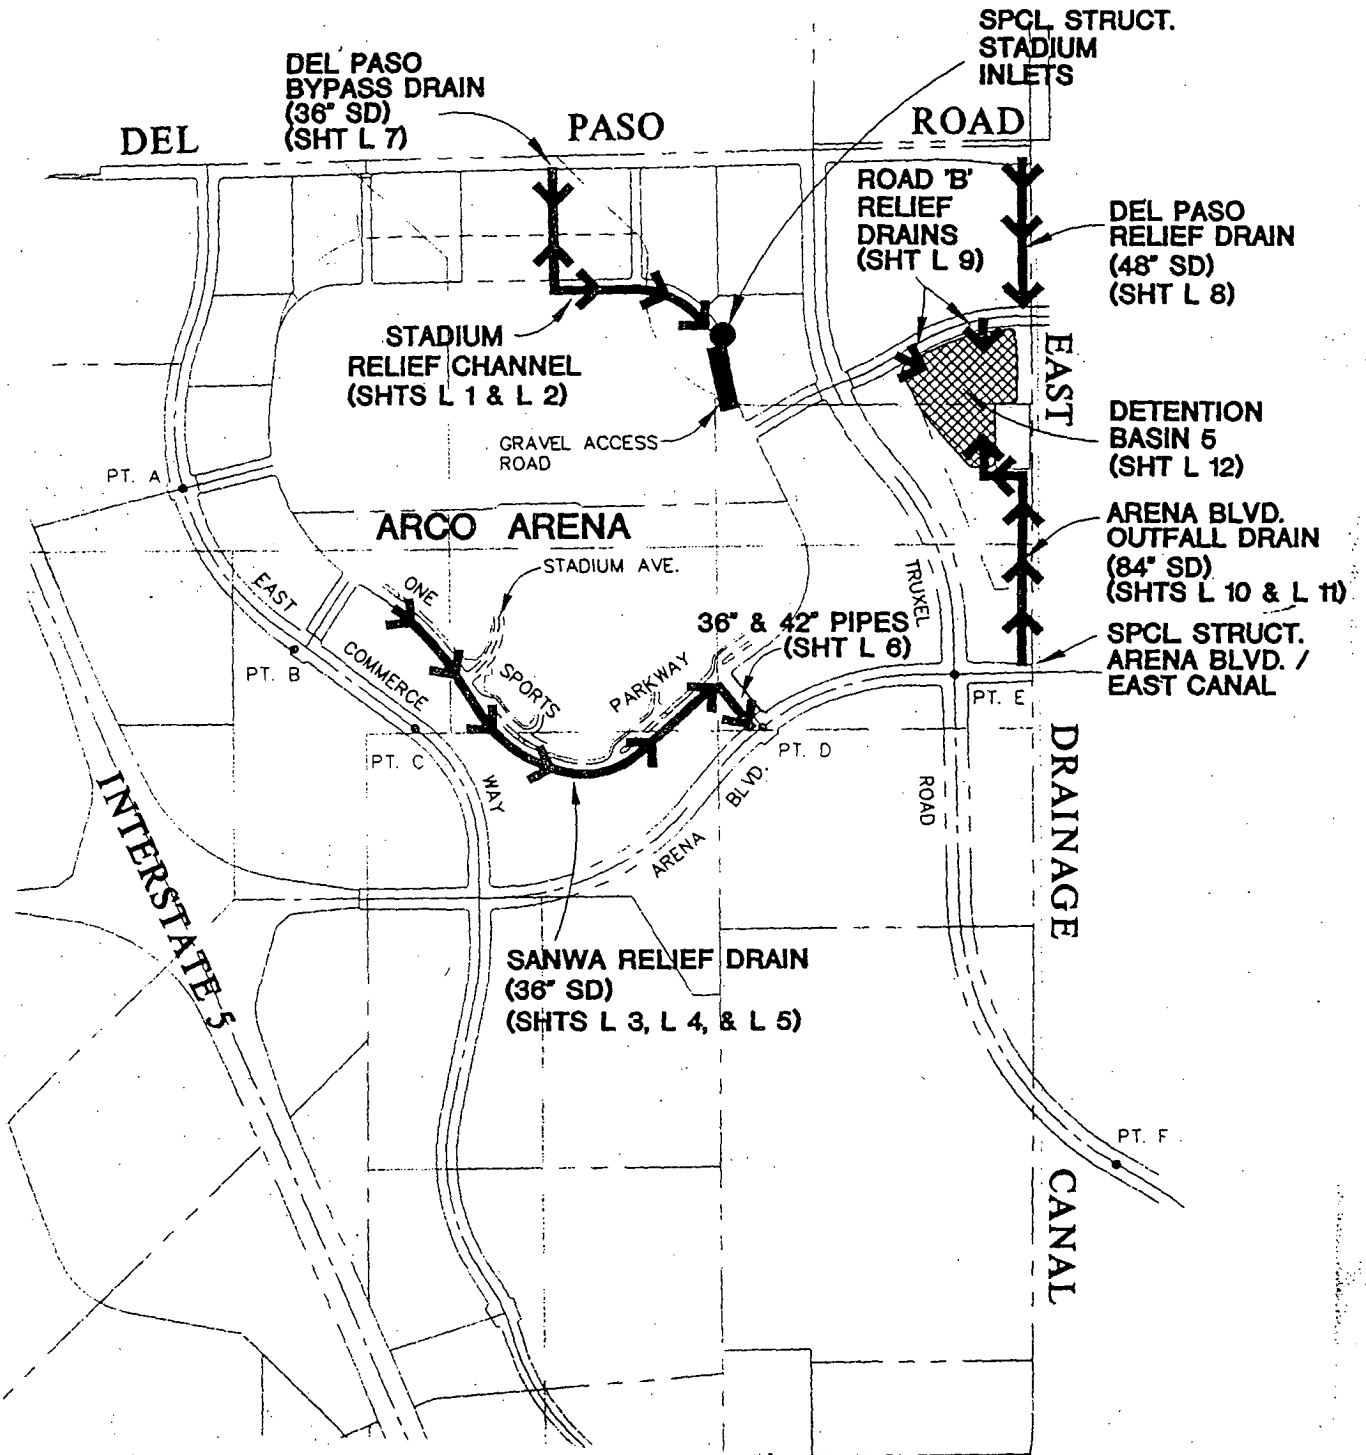 SPCL. STRUCT.
STADIUM
INLETS
DEL PASO
BYPASS DRAIN
(36" SD)
(SHT L 7)
DEL PASO ROAD
ROAD 'B'
RELIEF
DRAINS
(SHT L 9)
DEL PASO
RELIEF DRAIN
(48" SD)
(SHT L 8)
STADIUM
RELIEF CHANNEL
(SHTS L 1 & L 2)
GRAVEL ACCESS
ROAD
DETENTION
BASIN 5
(SHT L 12)
PT. A
ARCO ARENA
STADIUM AVE.
ARENA BLVD.
OUTFALL DRAIN
(84" SD)
(SHTS L 10 & L 11)
36" & 42" PIPES
(SHT L 6)
SPCL STRUCT.
ARENA BLVD. /
EAST CANAL
PT. B
PT. C
PT. D
PT. E
EAST COMMERCE WAY
ONE SPORTS PARKWAY
TRUXEL ROAD
ARENA BLVD.
INTERSTATE 5
EAST DRAINAGE CANAL
SANWA RELIEF DRAIN
(36" SD)
(SHTS L 3, L 4, & L 5)
PT. F